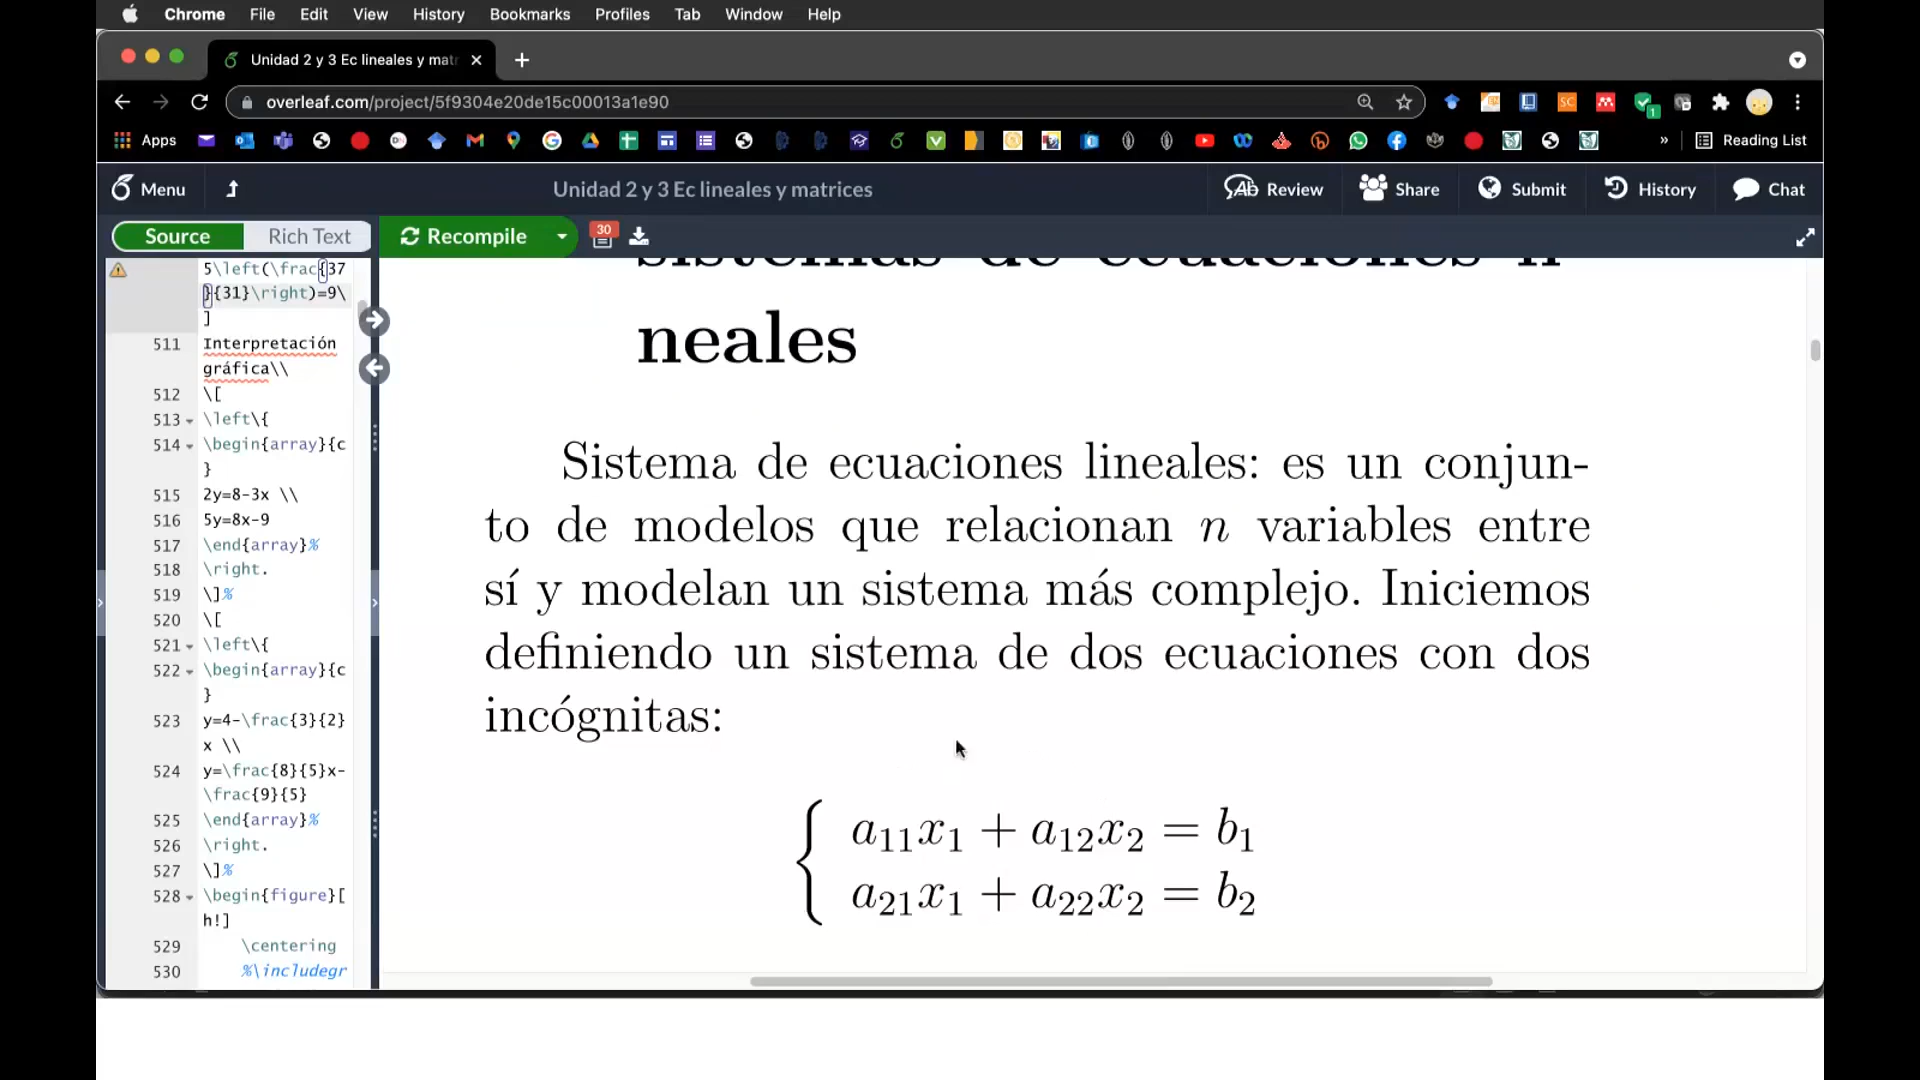 Chrome File Edit View History Bookmarks Profiles Tab Window Help
Unidad 2 y 3 Ec lineales y mat
overleaf.com/project/5f9304e20de15c00013a1e90
Apps
SC
1
» Reading List
Menu
Unidad 2 y 3 Ec lineales y matrices
Ab Review
Share
Submit
History
Chat
Source
Rich Text
Recompile
30
5\left(\frac{37
}{31}\right)=9\
]
511 Interpretación
gráfica\\
512 \[
513 \left\{
514 \begin{array}{c
}
515 2y=8-3x \\
516 5y=8x-9
517 \end{array}%
518 \right.
519 \]%
520 \[
521 \left\{
522 \begin{array}{c
}
523 y=4-\frac{3}{2}
x \\
524 y=\frac{8}{5}x-
\frac{9}{5}
525 \end{array}%
526 \right.
527 \]%
528 \begin{figure}[
h!]
529 \centering
530 %\includegr
sistemas de ecuaciones li
neales
Sistema de ecuaciones lineales: es un conjun-
to de modelos que relacionan n variables entre
sí y modelan un sistema más complejo. Iniciemos
definiendo un sistema de dos ecuaciones con dos
incógnitas:
a₁₁x₁ + a₁₂x₂ = b₁
a₂₁x₁ + a₂₂x₂ = b₂